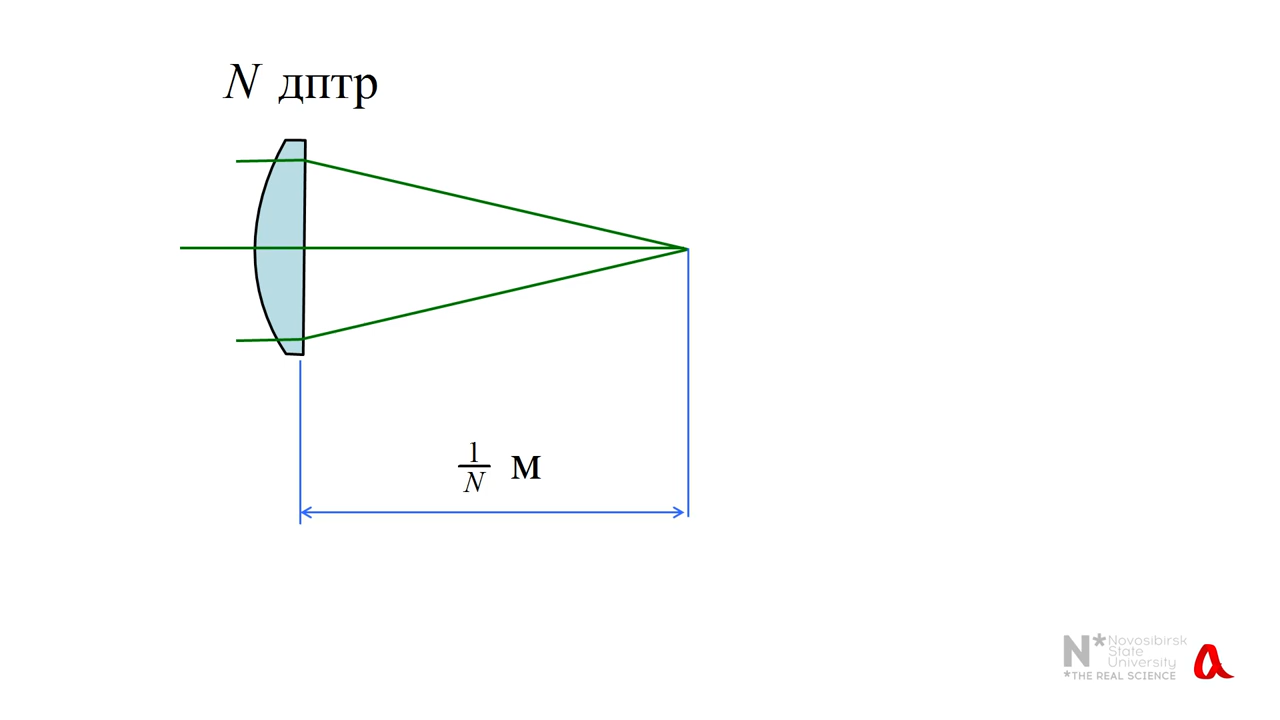 N дптр
1/N м
N* Novosibirsk
State
University
*THE REAL SCIENCE